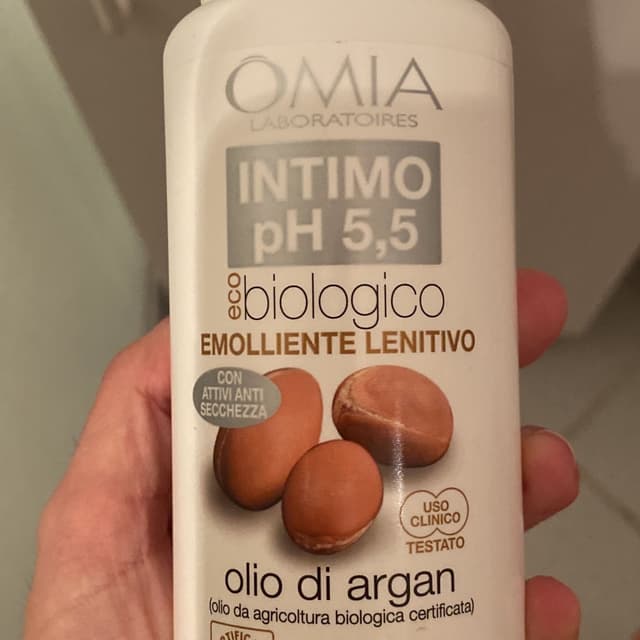 ÔMIA
LABORATOIRES
INTIMO
pH 5,5
eco biologico
EMOLLIENTE LENITIVO
CON
ATTIVI ANTI
SECCHEZZA
USO
CLINICO
TESTATO
olio di argan
(olio da agricoltura biologica certificata)